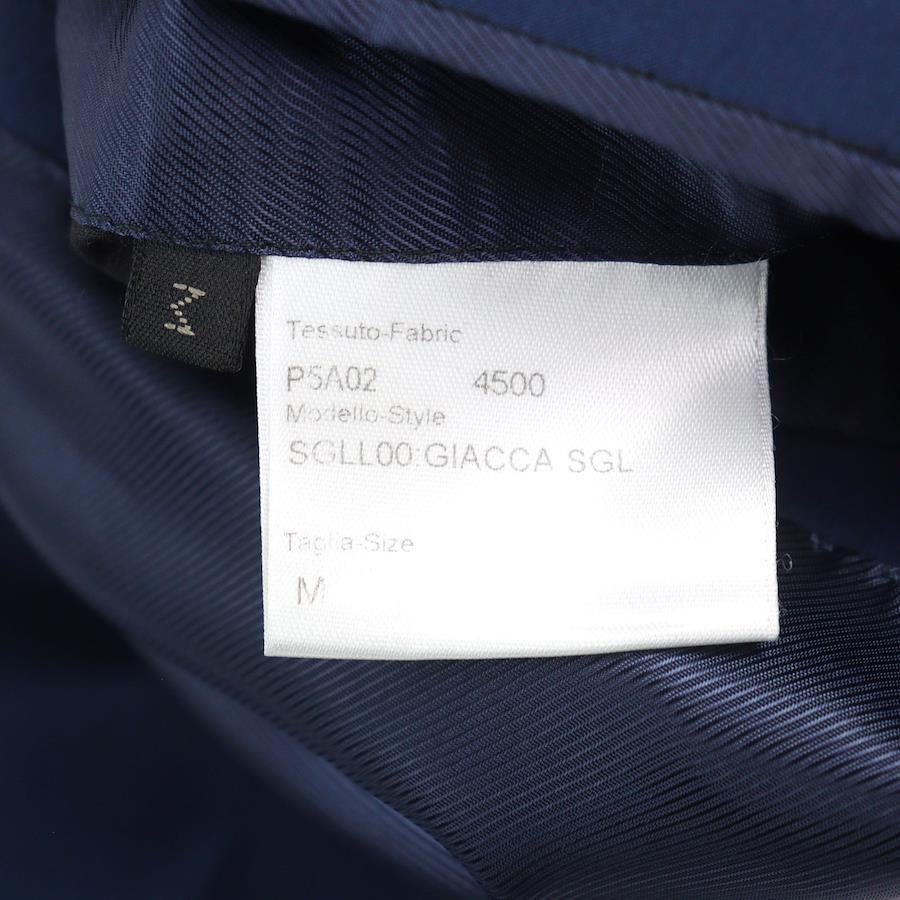 M
Tessuto-Fabric
P5A02 4500
Modello-Style
SGLL00:GIACCA SGL
Taglia-Size
M